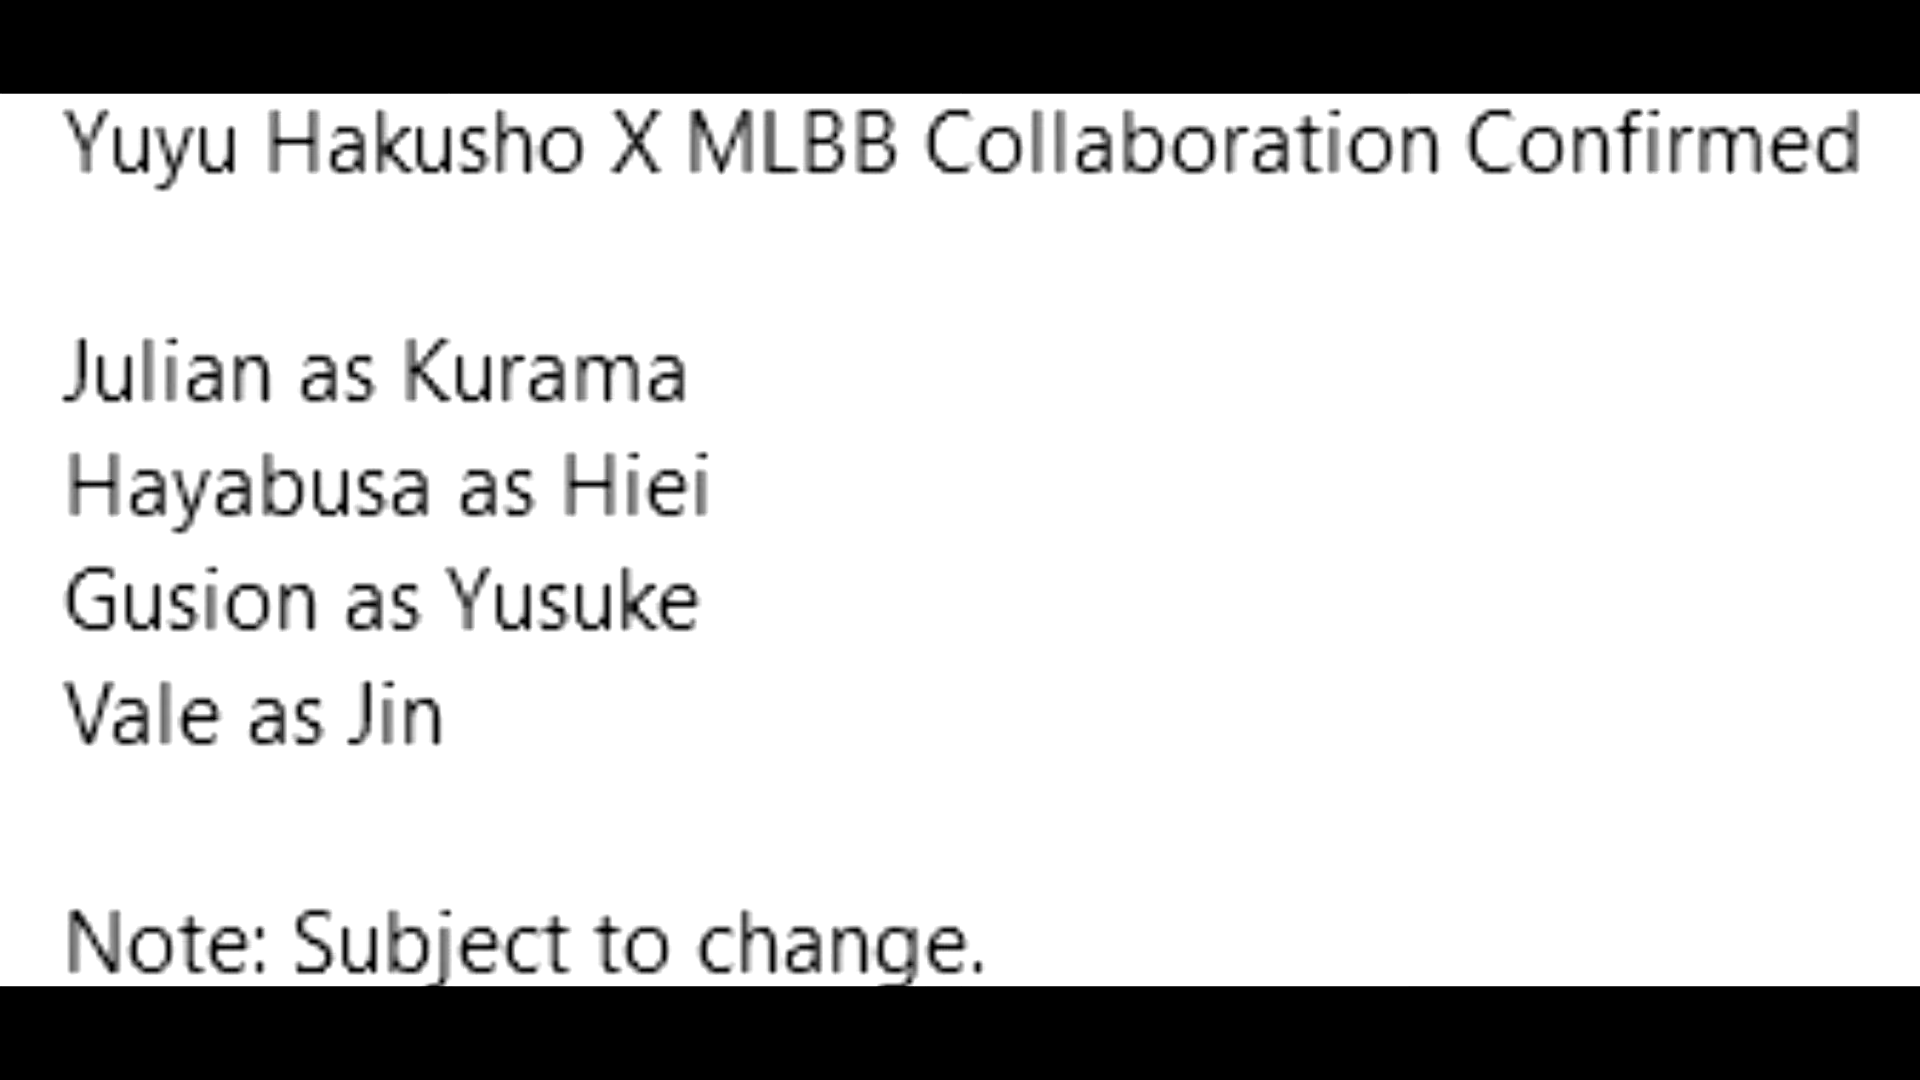 Yuyu Hakusho X MLBB Collaboration Confirmed
Julian as Kurama
Hayabusa as Hiei
Gusion as Yusuke
Vale as Jin
Note: Subject to change.